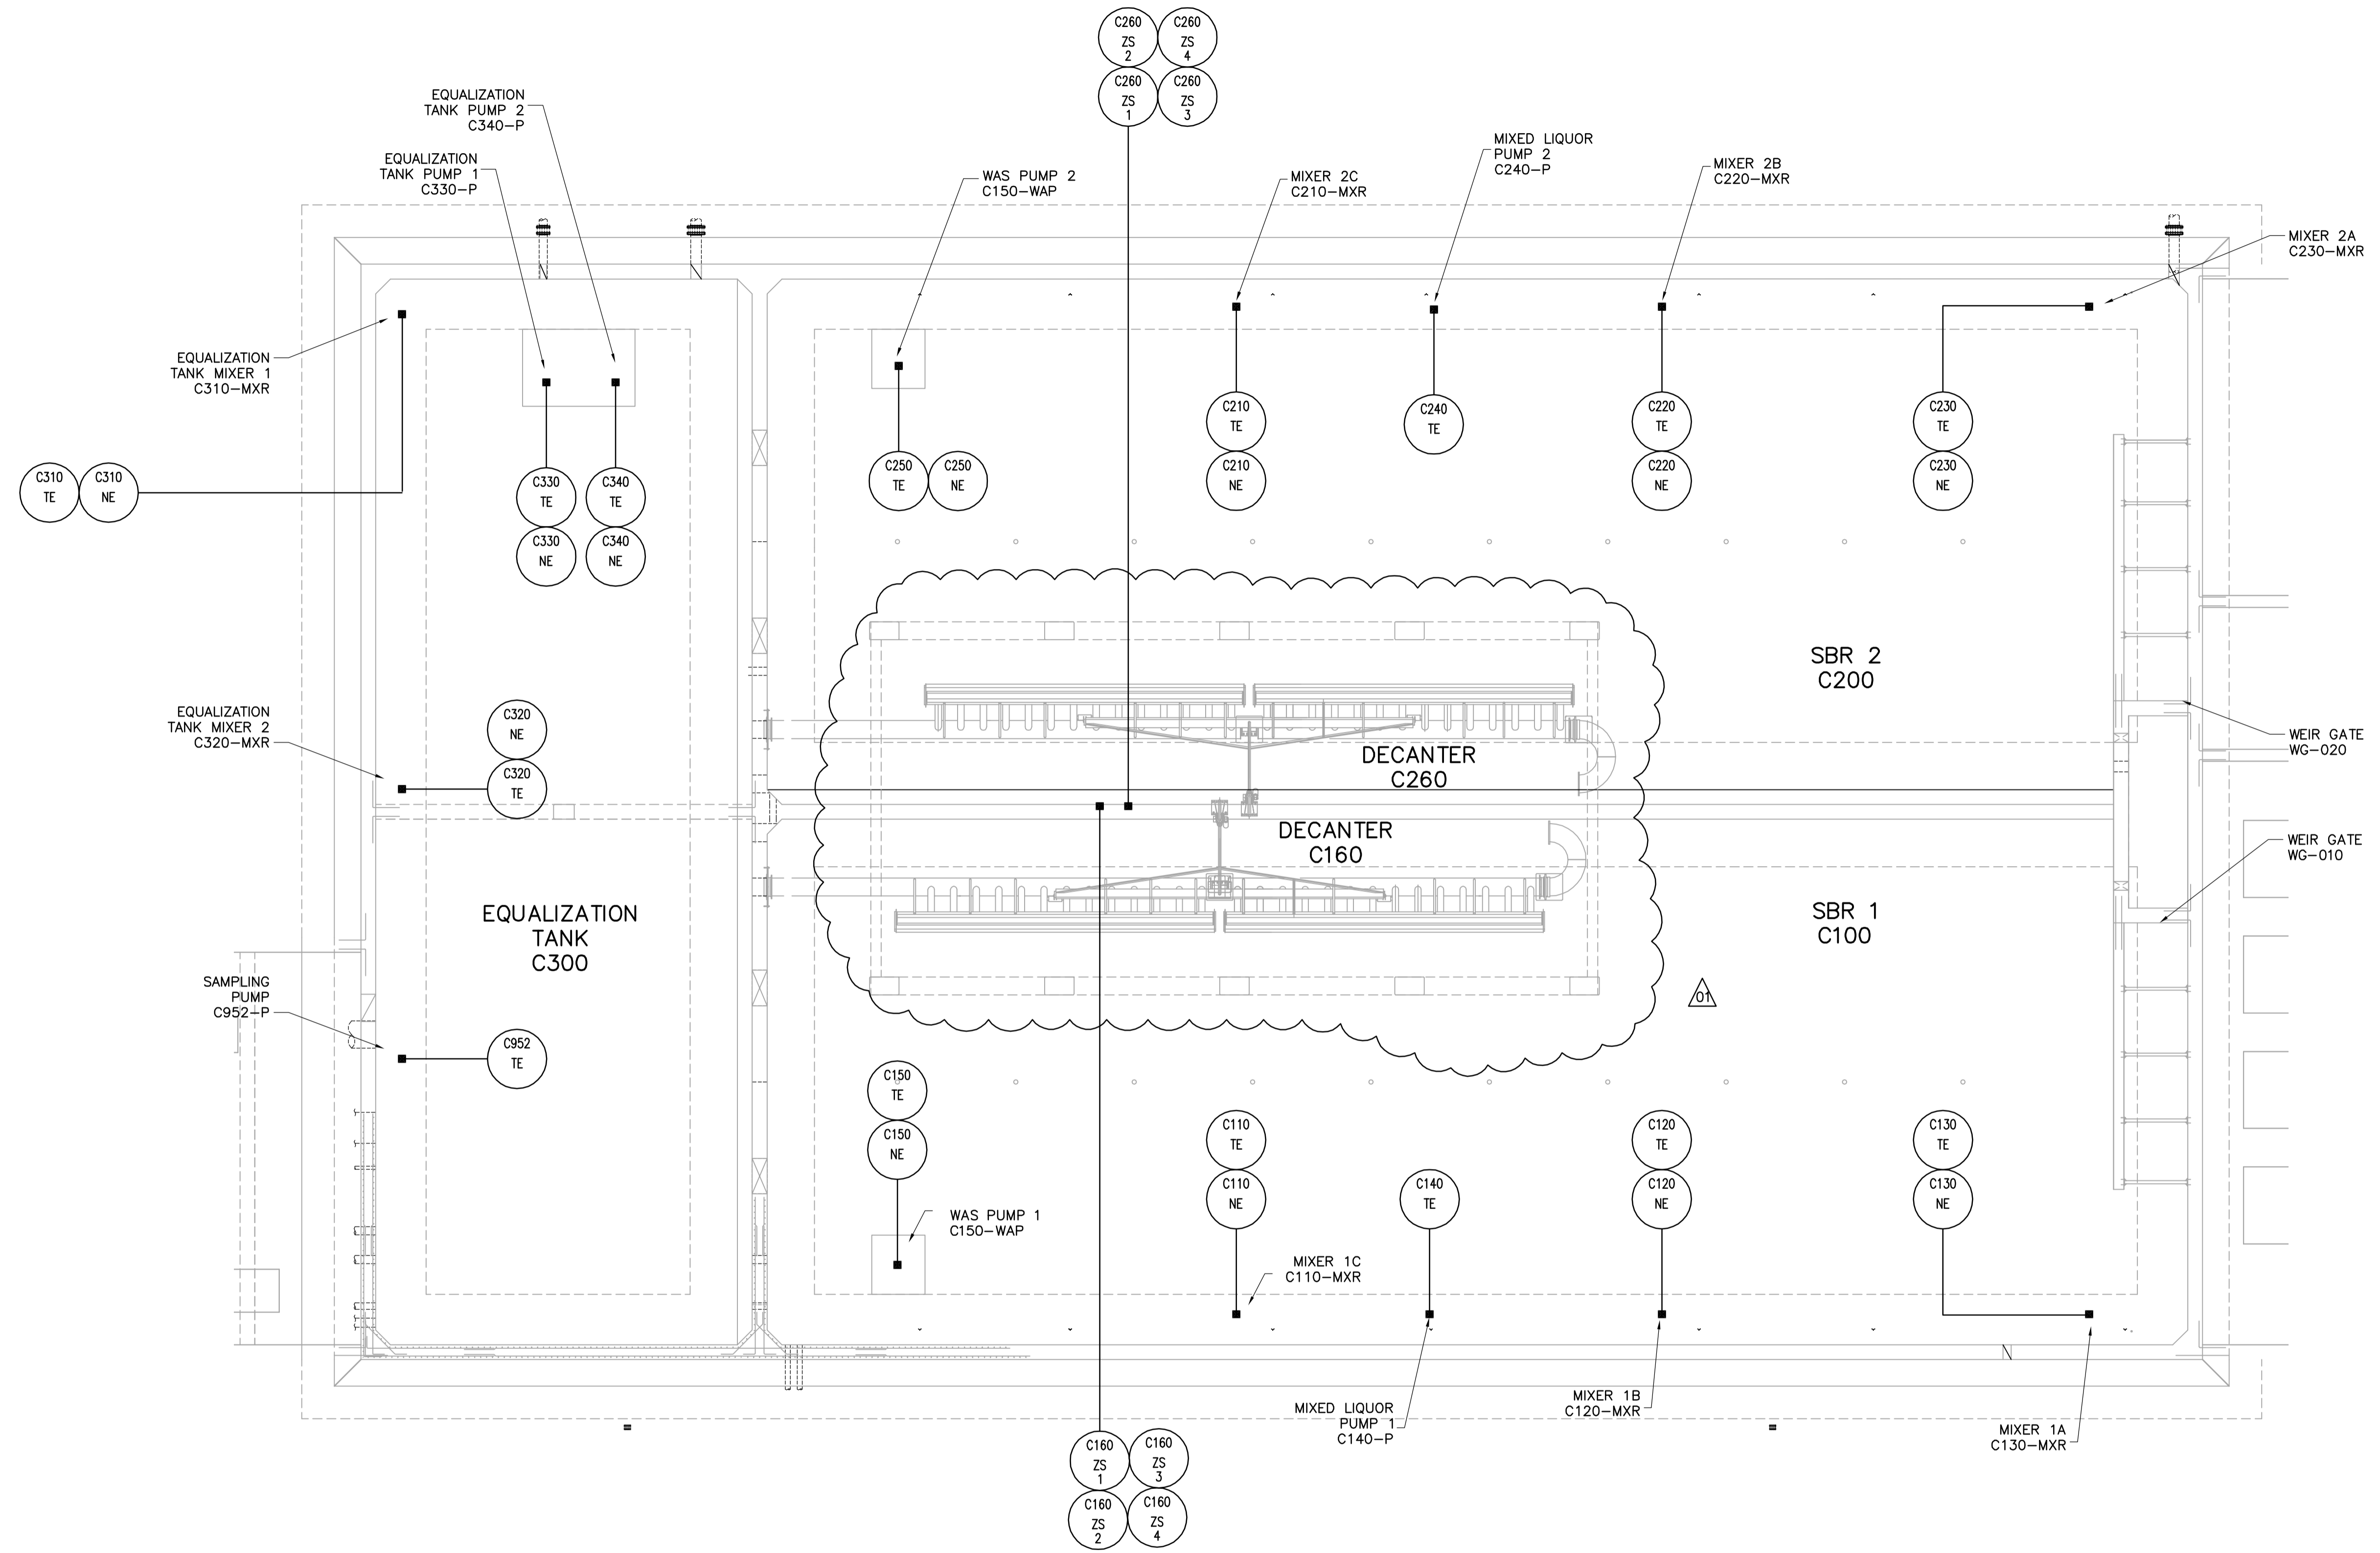 C260
ZS
2
C260
ZS
4
C260
ZS
1
C260
ZS
3
EQUALIZATION
TANK PUMP 2
C340-P
EQUALIZATION
TANK PUMP 1
C330-P
WAS PUMP 2
C150-WAP
MIXER 2C
C210-MXR
MIXED LIQUOR
PUMP 2
C240-P
MIXER 2B
C220-MXR
MIXER 2A
C230-MXR
EQUALIZATION
TANK MIXER 1
C310-MXR
C310
TE
C310
NE
C330
TE
C340
TE
C330
NE
C340
NE
C250
TE
C250
NE
C210
TE
C210
NE
C240
TE
C220
TE
C220
NE
C230
TE
C230
NE
SBR 2
C200
EQUALIZATION
TANK MIXER 2
C320-MXR
C320
NE
C320
TE
DECANTER
C260
DECANTER
C160
WEIR GATE
WG-020
WEIR GATE
WG-010
EQUALIZATION
TANK
C300
SBR 1
C100
01
SAMPLING
PUMP
C952-P
C952
TE
C150
TE
C150
NE
WAS PUMP 1
C150-WAP
C110
TE
C110
NE
C140
TE
C120
TE
C120
NE
C130
TE
C130
NE
MIXER 1C
C110-MXR
MIXED LIQUOR
PUMP 1
C140-P
MIXER 1B
C120-MXR
MIXER 1A
C130-MXR
C160
ZS
1
C160
ZS
3
C160
ZS
2
C160
ZS
4